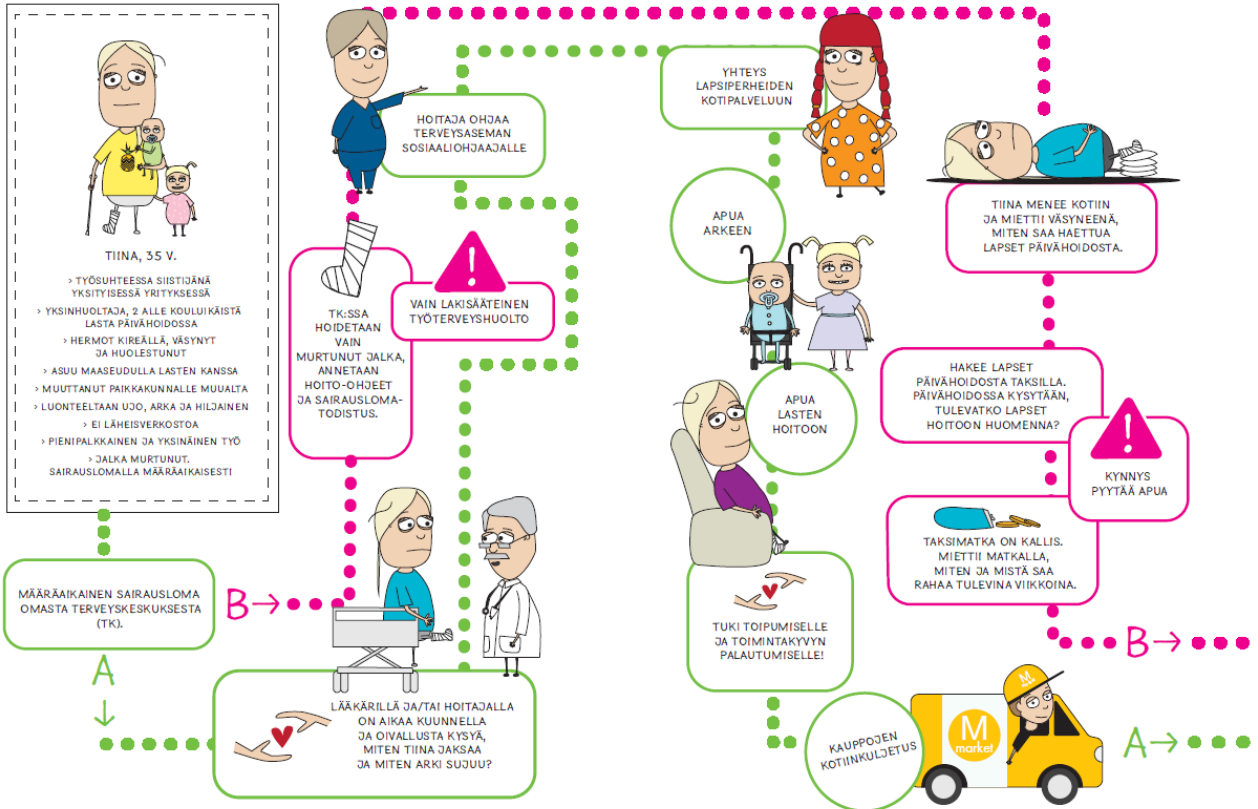 TIINA, 35 V.
> TYÖSUHTEESSA SIISTIJÄNÄ
YKSITYISESSÄ YRITYKSESSÄ
> YKSINHUOLTAJA, 2 ALLE KOULUIKÄISTÄ
LASTA PÄIVÄHOIDOSSA
> HERMOT KIREÄLLÄ, VÄSYNYT
JA HUOLESTUNUT
> ASUU MAASEUDULLA LASTEN KANSSA
> MUUTTANUT PAIKKAKUNNALLE MUUALTA
> LUONTEELTAAN UJO, ARKA JA HILJAINEN
> EI LÄHEISVERKOSTOA
> PIENIPALKKAINEN JA YKSINÄINEN TYÖ
> JALKA MURTUNUT.
SAIRAUSLOMALLA MÄÄRÄAIKAISESTI
MÄÄRÄAIKAINEN SAIRAUSLOMA
OMASTA TERVEYSKESKUKSESTA
(TK).
A
↓
B→
LÄÄKÄRILLÄ JA/TAI HOITAJALLA
ON AIKAA KUUNNELLA
JA OIVALLUSTA KYSYÄ,
MITEN TIINA JAKSAA
JA MITEN ARKI SUJUU?
TK:SSA
HOIDETAAN
VAIN
MURTUNUT JALKA,
ANNETAAN
HOITO-OHJEET
JA SAIRAUSLOMA-
TODISTUS.
!
VAIN LAKISÄÄTEINEN
TYÖTERVEYSHUOLTO
HOITAJA OHJAA
TERVEYSASEMAN
SOSIAALIOHJAAJALLE
YHTEYS
LAPSIPERHEIDEN
KOTIPALVELUUN
APUA
ARKEEN
APUA
LASTEN
HOITOON
TUKI TOIPUMISELLE
JA TOIMINTAKYVYN
PALAUTUMISELLE!
KAUPPOJEN
KOTIINKULJETUS
M
M
market
A→
TIINA MENEE KOTIIN
JA MIETTII VÄSYNEENÄ,
MITEN SAA HAETTUA
LAPSET PÄIVÄHOIDOSTA.
HAKEE LAPSET
PÄIVÄHOIDOSTA TAKSILLA.
PÄIVÄHOIDOSSA KYSYTÄÄN,
TULEVATKO LAPSET
HOITOON HUOMENNA?
!
KYNNYS
PYYTÄÄ APUA
TAKSIMATKA ON KALLIS.
MIETTII MATKALLA,
MITEN JA MISTÄ SAA
RAHAA TULEVINA VIIKKOINA.
B→